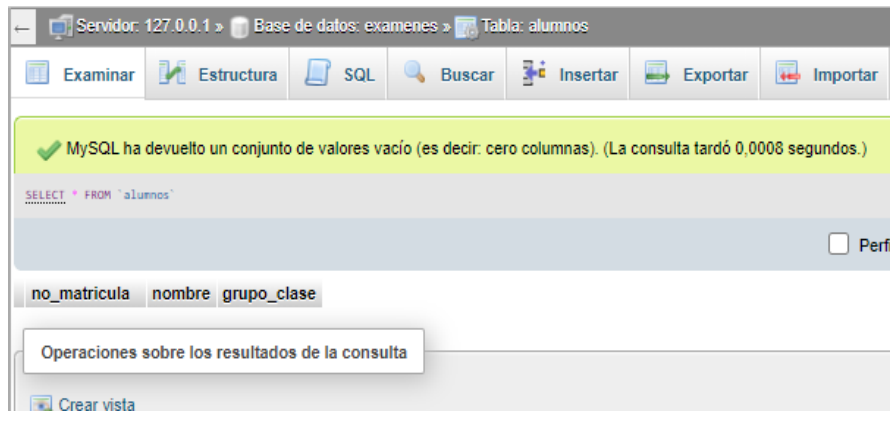 ← Servidor: 127.0.0.1 » Base de datos: examenes » Tabla: alumnos
Examinar Estructura SQL Buscar Insertar Exportar Importar
MySQL ha devuelto un conjunto de valores vacío (es decir: cero columnas). (La consulta tardó 0,0008 segundos.)
SELECT * FROM `alumnos`
Perfi
no_matricula nombre grupo_clase
Operaciones sobre los resultados de la consulta
Crear vista